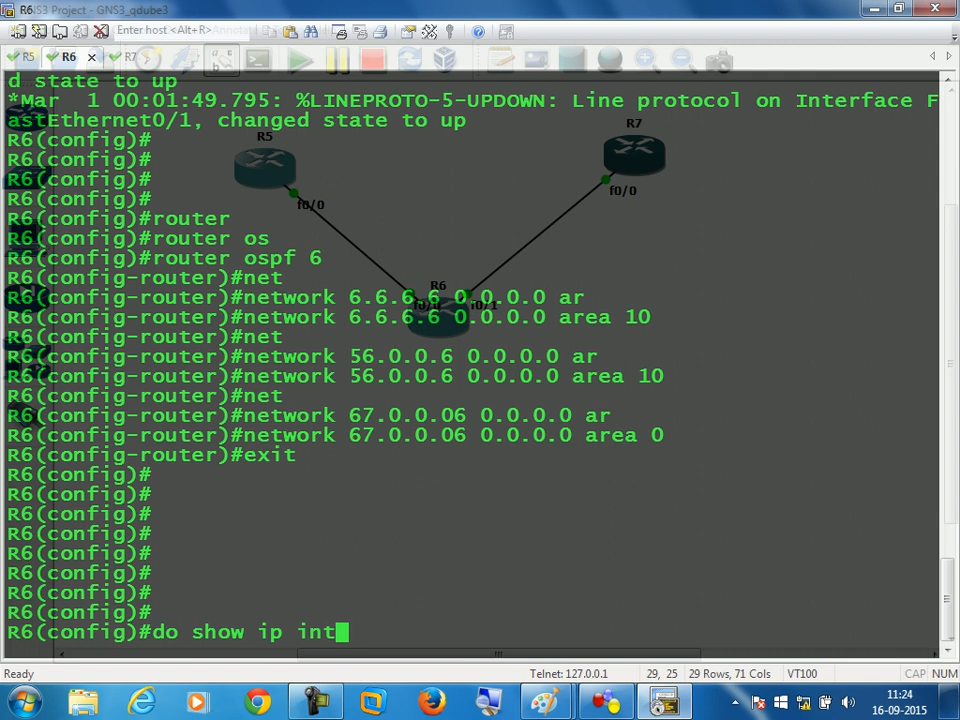 R6
NS3 Project - GNS3_qdube3
Enter host <Alt+R>
R5
R6
R7
d state to up
*Mar  1 00:01:49.795: %LINEPROTO-5-UPDOWN: Line protocol on Interface F
astEthernet0/1, changed state to up
R6(config)#
R6(config)#
R6(config)#
R6(config)#
R6(config)#router
R6(config)#router os
R6(config)#router ospf 6
R6(config-router)#net
R6(config-router)#network 6.6.6.6 0.0.0.0 ar
R6(config-router)#network 6.6.6.6 0.0.0.0 area 10
R6(config-router)#net
R6(config-router)#network 56.0.0.6 0.0.0.0 ar
R6(config-router)#network 56.0.0.6 0.0.0.0 area 10
R6(config-router)#net
R6(config-router)#network 67.0.0.06 0.0.0.0 ar
R6(config-router)#network 67.0.0.06 0.0.0.0 area 0
R6(config-router)#exit
R6(config)#
R6(config)#
R6(config)#
R6(config)#
R6(config)#
R6(config)#
R6(config)#
R6(config)#
R6(config)#do show ip int
R5
R7
f0/0
f0/0
R6
f0/0
f0/1
Ready
Telnet: 127.0.0.1
29, 25
29 Rows, 71 Cols
VT100
CAP
NUM
11:24
16-09-2015